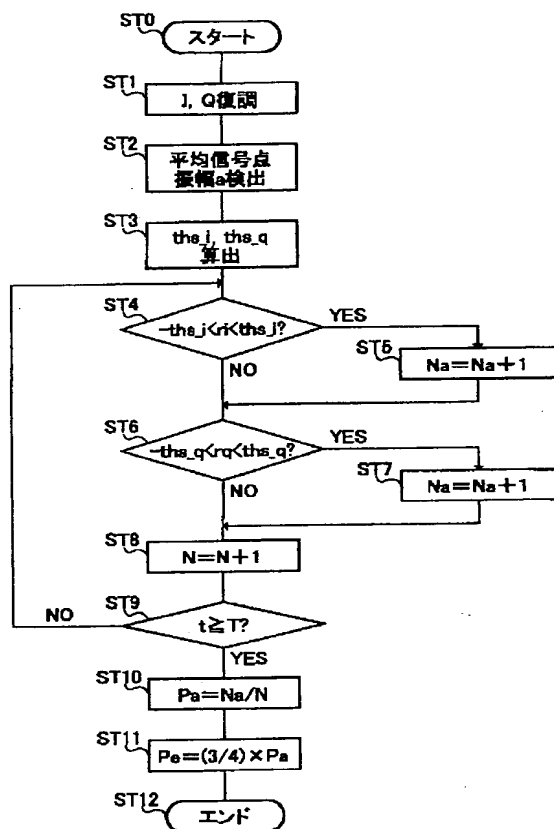 ST0
スタート
ST1
I, Q復調
ST2
平均信号点
振幅a検出
ST3
ths_i, ths_q
算出
ST4
-ths_i<ri<ths_i?
YES
NO
ST5
Na=Na+1
ST6
-ths_q<rq<ths_q?
YES
NO
ST7
Na=Na+1
ST8
N=N+1
ST9
t≧T?
NO
YES
ST10
Pa=Na/N
ST11
Pe=(3/4)×Pa
ST12
エンド